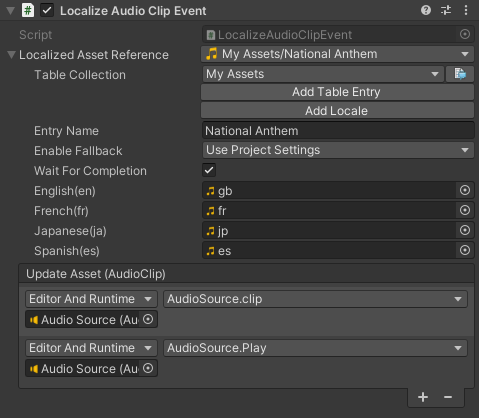 Localize Audio Clip Event
Script LocalizeAudioClipEvent
Localized Asset Reference My Assets/National Anthem
Table Collection My Assets
Add Table Entry
Add Locale
Entry Name National Anthem
Enable Fallback Use Project Settings
Wait For Completion
English(en) gb
French(fr) fr
Japanese(ja) jp
Spanish(es) es
Update Asset (AudioClip)
Editor And Runtime AudioSource.clip
Audio Source (Au
Editor And Runtime AudioSource.Play
Audio Source (Au